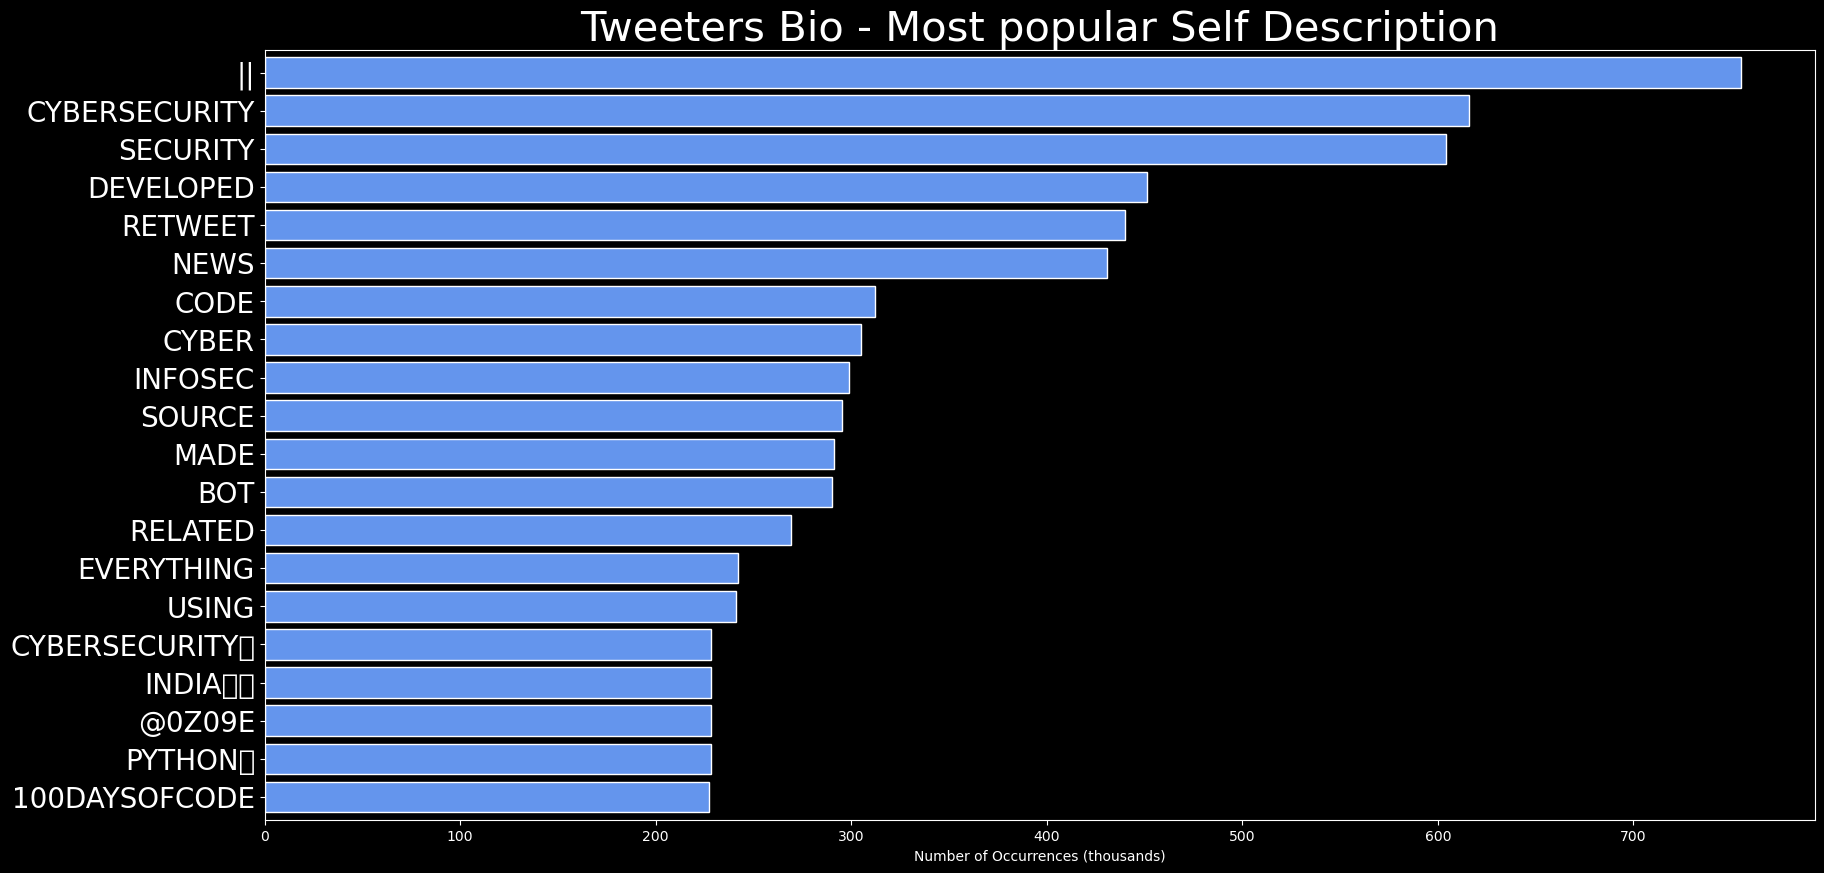 Tweeters Bio - Most popular Self Description
||
CYBERSECURITY
SECURITY
DEVELOPED
RETWEET
NEWS
CODE
CYBER
INFOSEC
SOURCE
MADE
BOT
RELATED
EVERYTHING
USING
CYBERSECURITY▯
INDIA▯▯
@0Z09E
PYTHON▯
100DAYSOFCODE
0 100 200 300 400 500 600 700
Number of Occurrences (thousands)